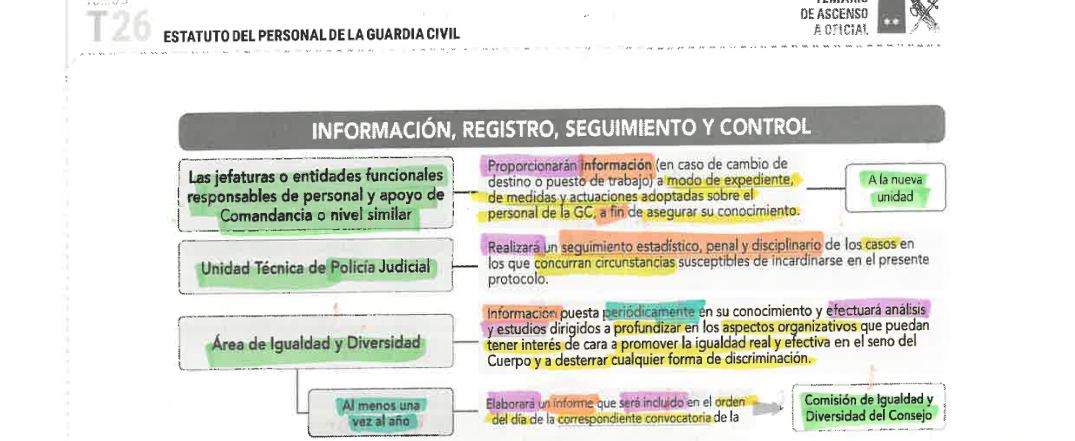 T26 ESTATUTO DEL PERSONAL DE LA GUARDIA CIVIL
TEMARIO
DE ASCENSO
A OFICIAL
INFORMACIÓN, REGISTRO, SEGUIMIENTO Y CONTROL
Las jefaturas o entidades funcionales
responsables de personal y apoyo de
Comandancia o nivel similar
Proporcionarán información (en caso de cambio de
destino o puesto de trabajo) a modo de expediente,
de medidas y actuaciones adoptadas sobre el
personal de la GC, a fin de asegurar su conocimiento.
A la nueva
unidad
Unidad Técnica de Policía Judicial
Realizará un seguimiento estadístico, penal y disciplinario de los casos en
los que concurran circunstancias susceptibles de incardinarse en el presente
protocolo.
Área de Igualdad y Diversidad
Información puesta periódicamente en su conocimiento y efectuará análisis
y estudios dirigidos a profundizar en los aspectos organizativos que puedan
tener interés de cara a promover la igualdad real y efectiva en el seno del
Cuerpo y a desterrar cualquier forma de discriminación.
Al menos una
vez al año
Elaborará un informe que será incluido en el orden
del día de la correspondiente convocatoria de la
Comisión de Igualdad y
Diversidad del Consejo